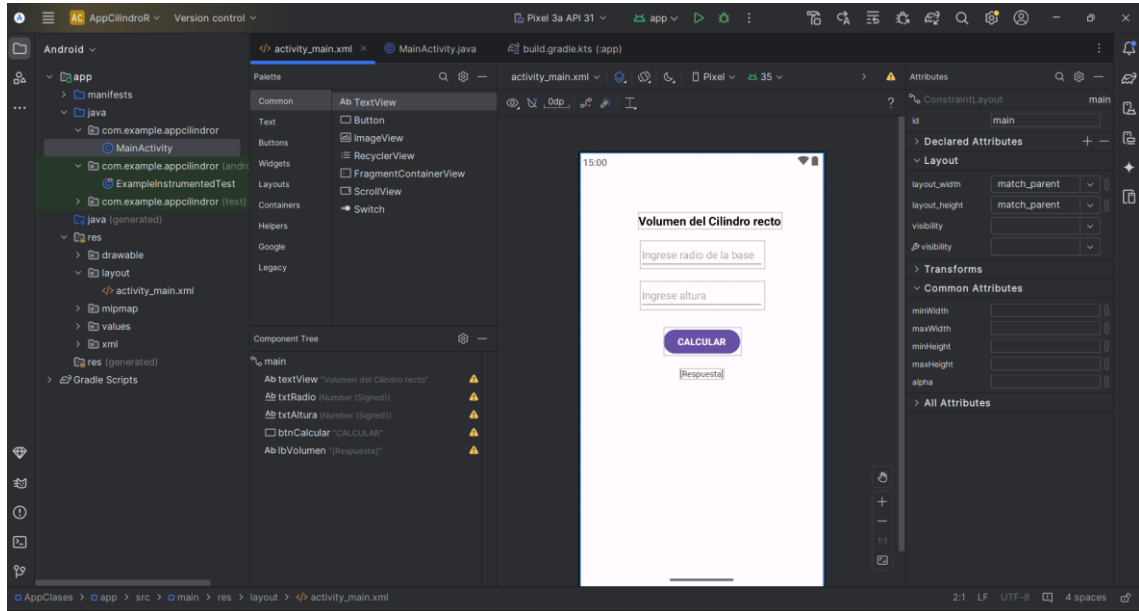 AC AppCilindroR Version control Pixel 3a API 31 app
Android
app
manifests
java
com.example.appcilindror
MainActivity
com.example.appcilindror (andro
ExampleInstrumentedTest
com.example.appcilindror (test)
java (generated)
res
drawable
layout
activity_main.xml
mipmap
values
xml
res (generated)
Gradle Scripts
activity_main.xml MainActivity.java build.gradle.kts (:app)
Palette
Common
Text
Buttons
Widgets
Layouts
Containers
Helpers
Google
Legacy
Ab TextView
Button
ImageView
RecyclerView
FragmentContainerView
ScrollView
Switch
Component Tree
main
Ab textView "Volumen del Cilindro recto"
Ab txtRadio (Number (Signed))
Ab txtAltura (Number (Signed))
btnCalcular "CALCULAR"
Ab lbVolumen "[Respuesta]"
activity_main.xml Pixel 35
0dp
?
15:00
Volumen del Cilindro recto
Ingrese radio de la base
Ingrese altura
CALCULAR
[Respuesta]
1:1
Attributes
ConstraintLayout main
id main
Declared Attributes
Layout
layout_width match_parent
layout_height match_parent
visibility
visibility
Transforms
Common Attributes
minWidth
maxWidth
minHeight
maxHeight
alpha
All Attributes
AppClases > app > src > main > res > layout > activity_main.xml
2:1 LF UTF-8 4 spaces